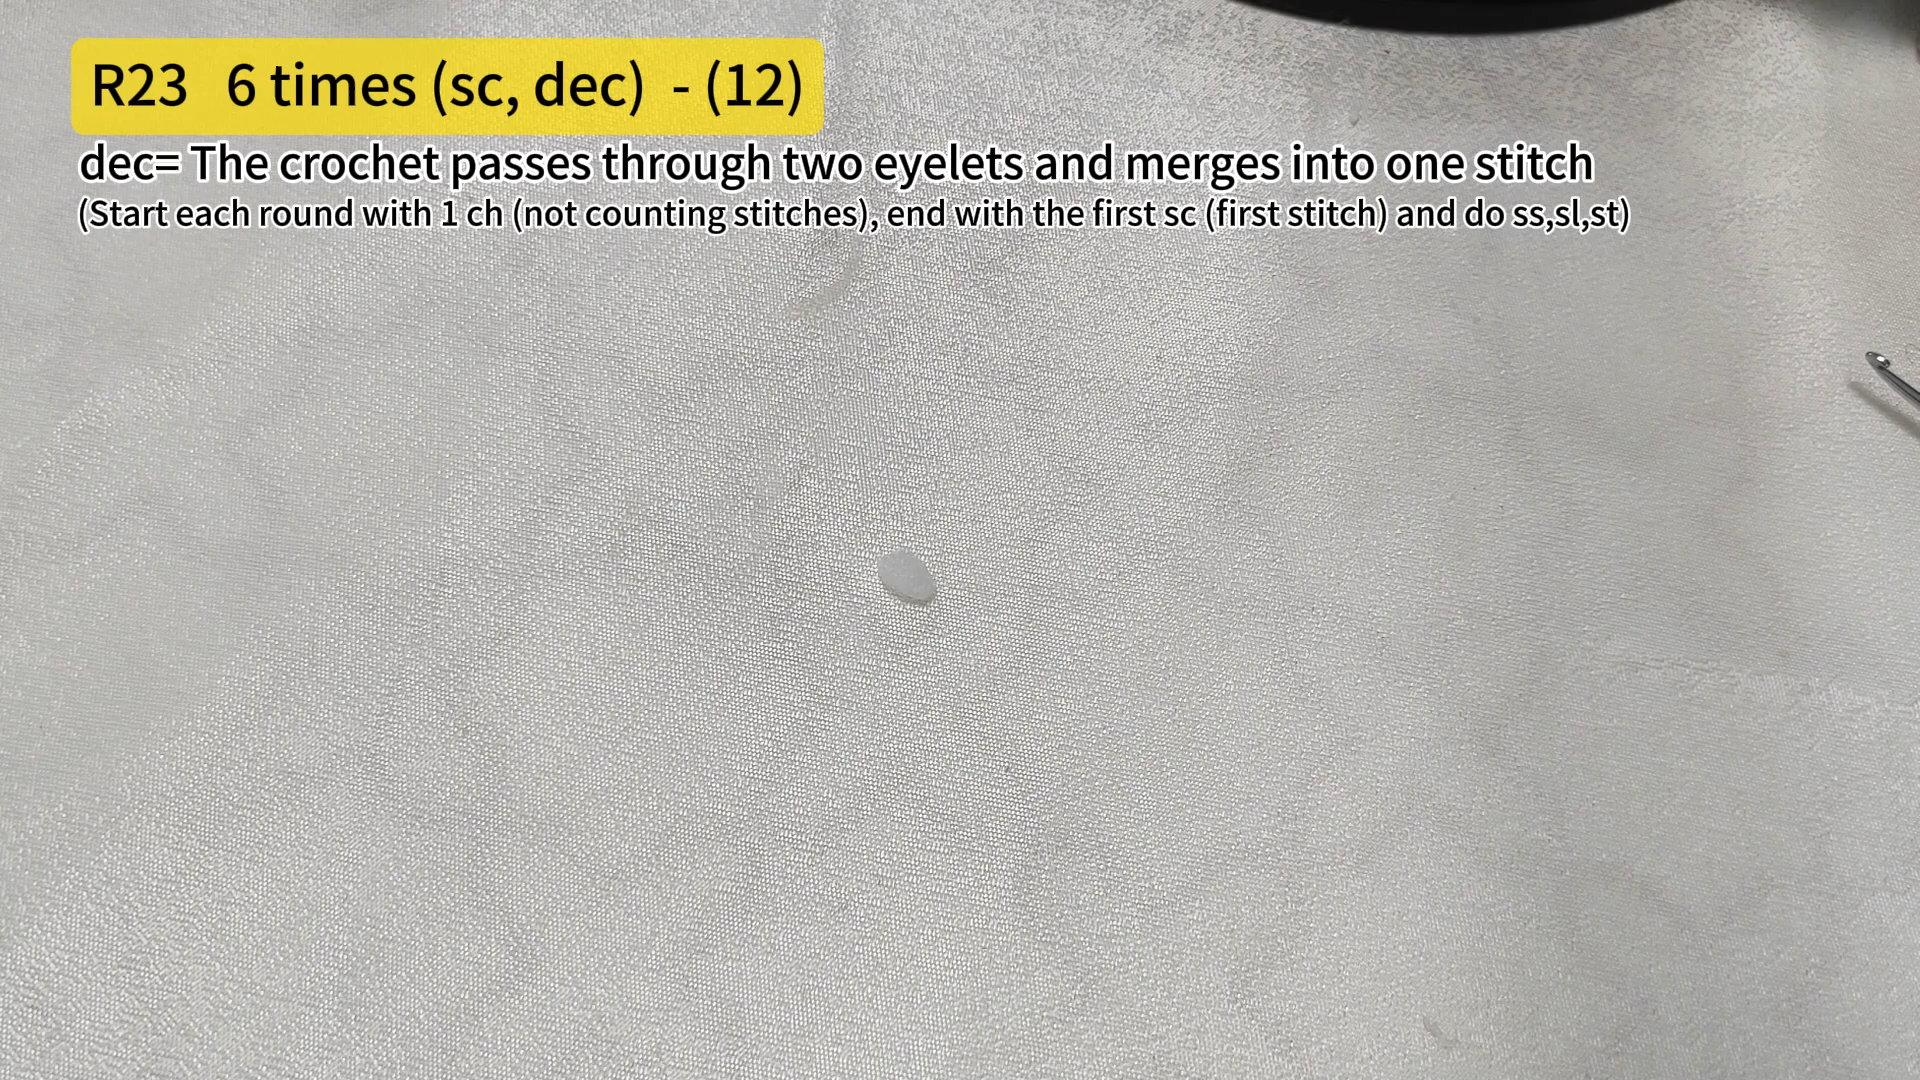 R23 6 times (sc, dec) - (12)
dec= The crochet passes through two eyelets and merges into one stitch
(Start each round with 1 ch (not counting stitches), end with the first sc (first stitch) and do ss,sl,st)